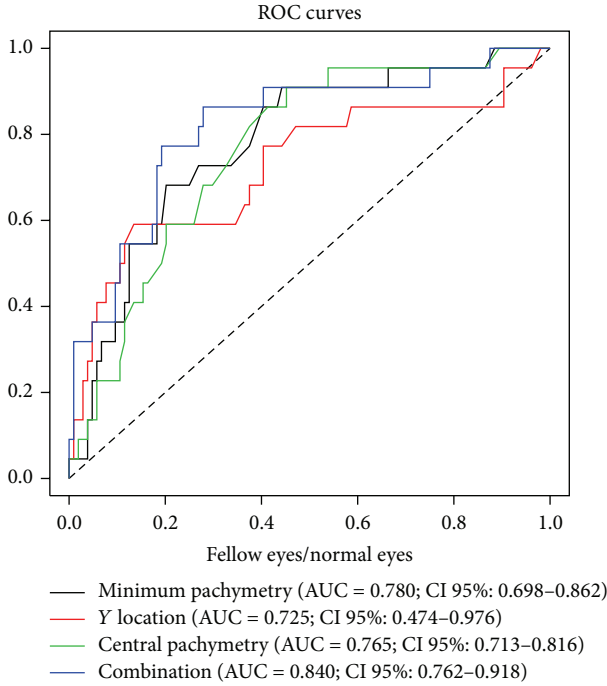 ROC curves
1.0
0.8
0.6
0.4
0.2
0.0
0.0 0.2 0.4 0.6 0.8 1.0
Fellow eyes/normal eyes
Minimum pachymetry (AUC = 0.780; CI 95%: 0.698–0.862)
Y location (AUC = 0.725; CI 95%: 0.474–0.976)
Central pachymetry (AUC = 0.765; CI 95%: 0.713–0.816)
Combination (AUC = 0.840; CI 95%: 0.762–0.918)